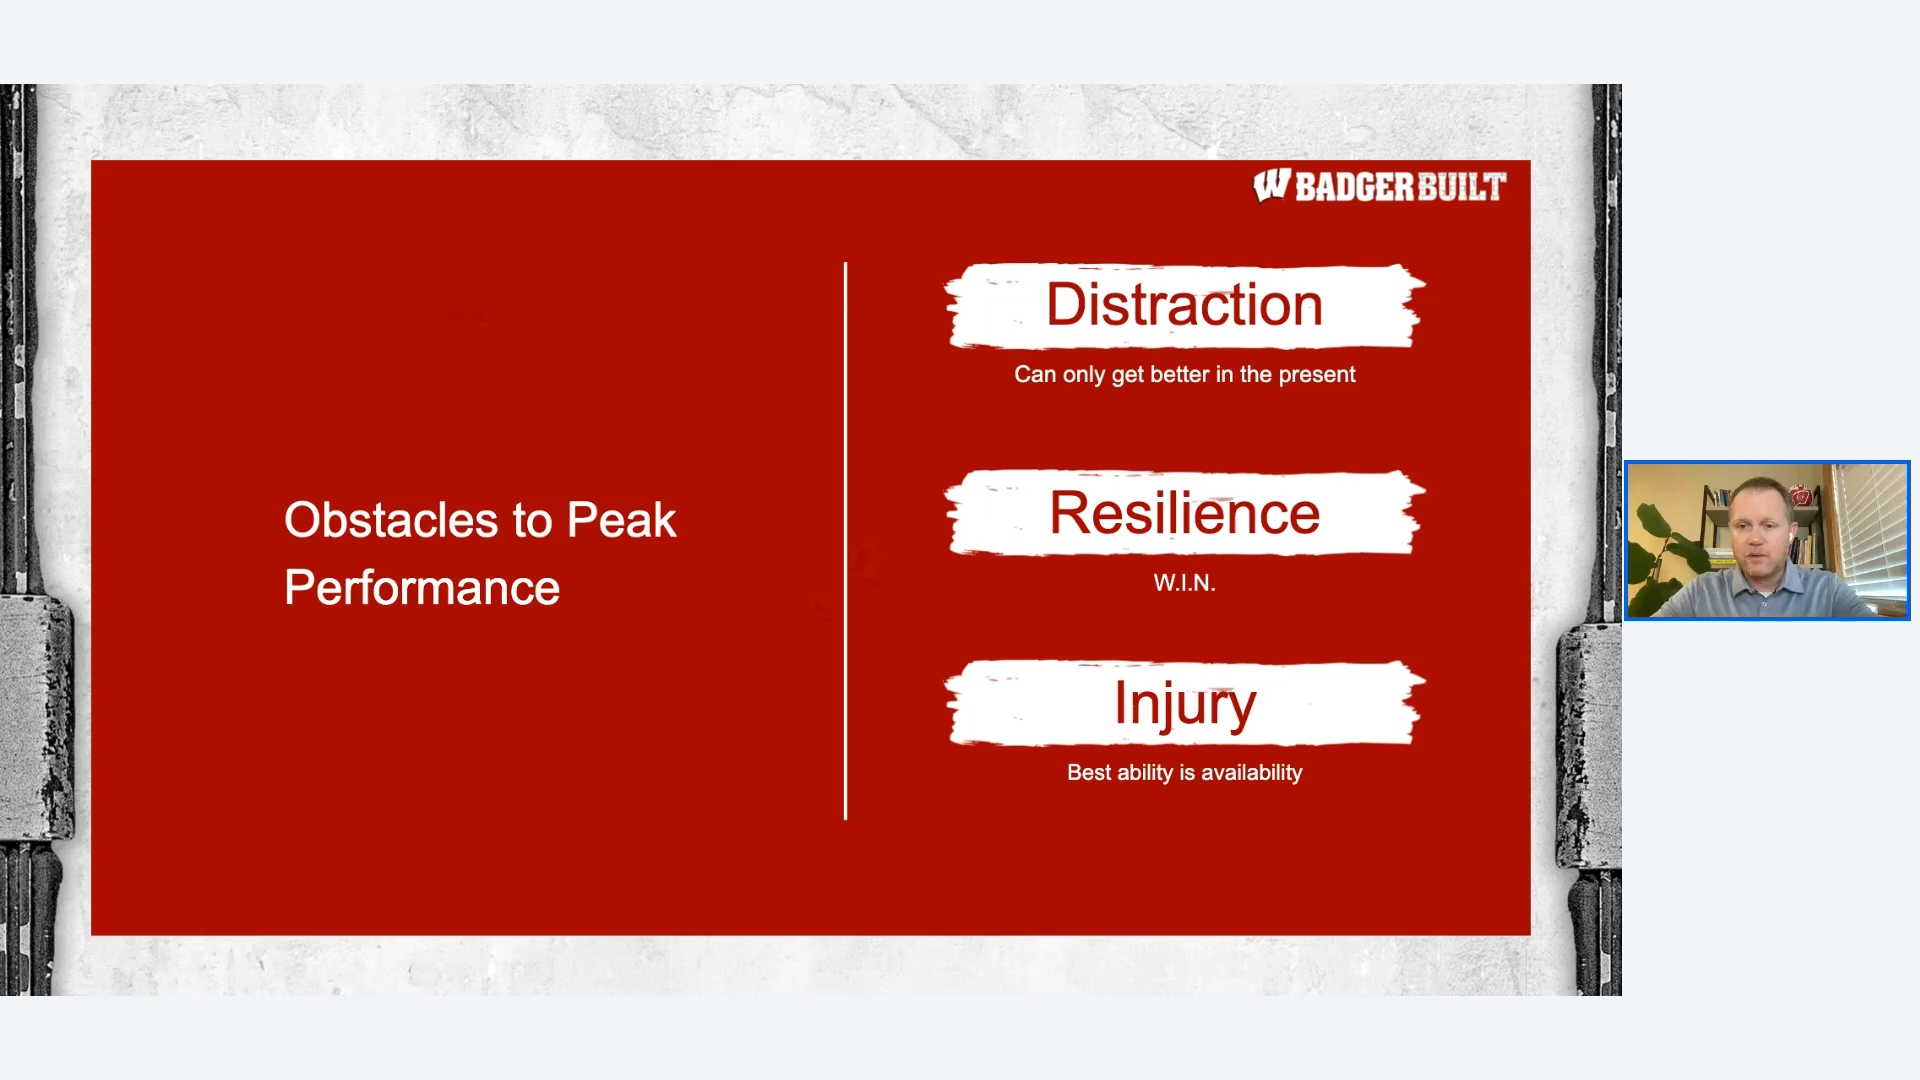 W BADGER BUILT
Obstacles to Peak
Performance
Distraction
Can only get better in the present
Resilience
W.I.N.
Injury
Best ability is availability